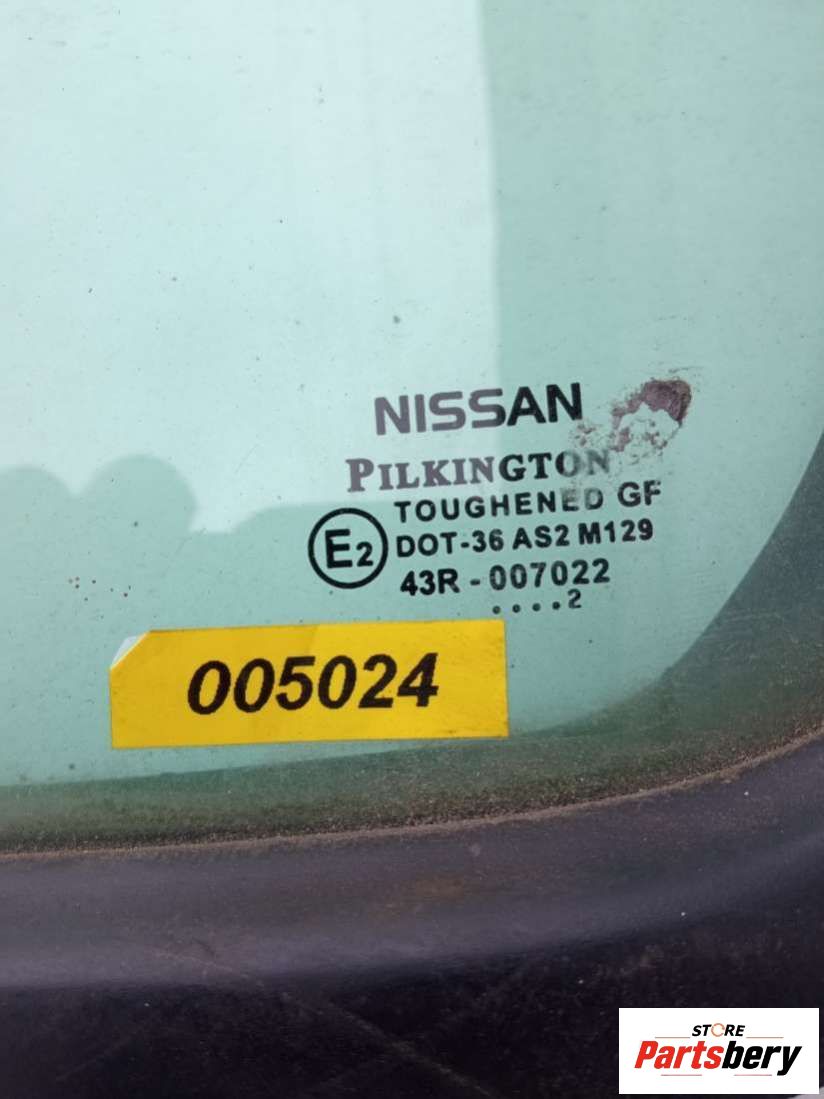 NISSAN
PILKINGTON
TOUGHENED GF
E2 DOT-36 AS2 M129
43R - 007022
....2
005024
STORE
Partsbery